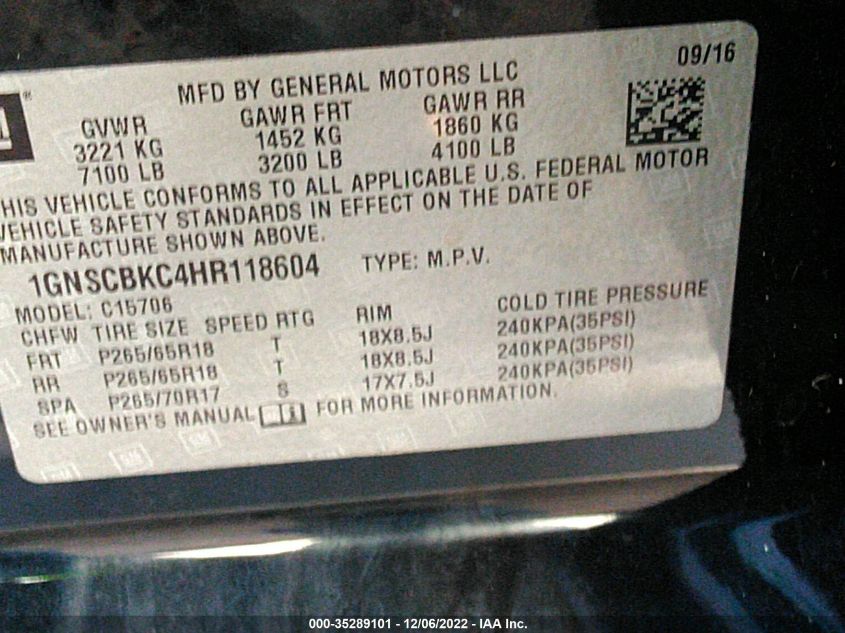 09/16
MFD BY GENERAL MOTORS LLC
GVWR GAWR FRT GAWR RR
3221 KG 1452 KG 1860 KG
7100 LB 3200 LB 4100 LB
HIS VEHICLE CONFORMS TO ALL APPLICABLE U.S. FEDERAL MOTOR
VEHICLE SAFETY STANDARDS IN EFFECT ON THE DATE OF
MANUFACTURE SHOWN ABOVE.
1GNSCBKC4HR118604 TYPE: M.P.V.
MODEL: C15706
CHFW TIRE SIZE SPEED RTG RIM COLD TIRE PRESSURE
FRT P265/65R18 T 18X8.5J 240KPA(35PSI)
RR P265/65R18 T 18X8.5J 240KPA(35PSI)
SPA P265/70R17 S 17X7.5J 240KPA(35PSI)
SEE OWNER'S MANUAL FOR MORE INFORMATION.
000-35289101 - 12/06/2022 - IAA Inc.